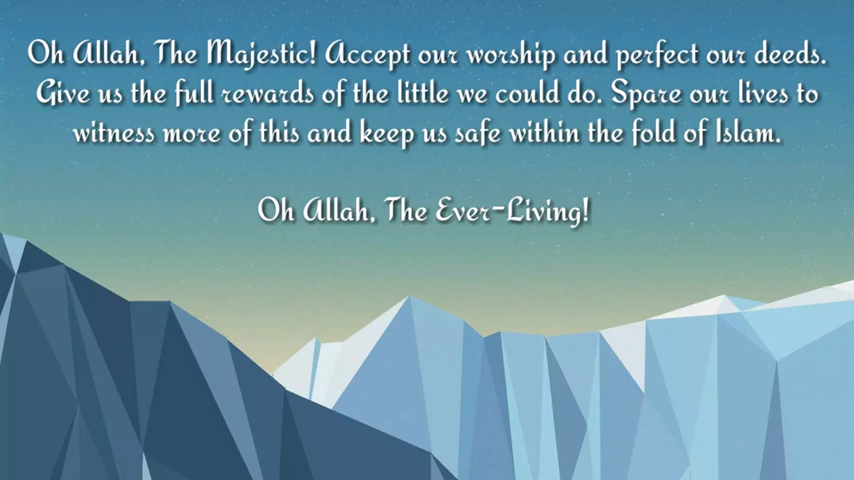 Oh Allah, The Majestic! Accept our worship and perfect our deeds.
Give us the full rewards of the little we could do. Spare our lives to
witness more of this and keep us safe within the fold of Islam.
Oh Allah, The Ever-Living!